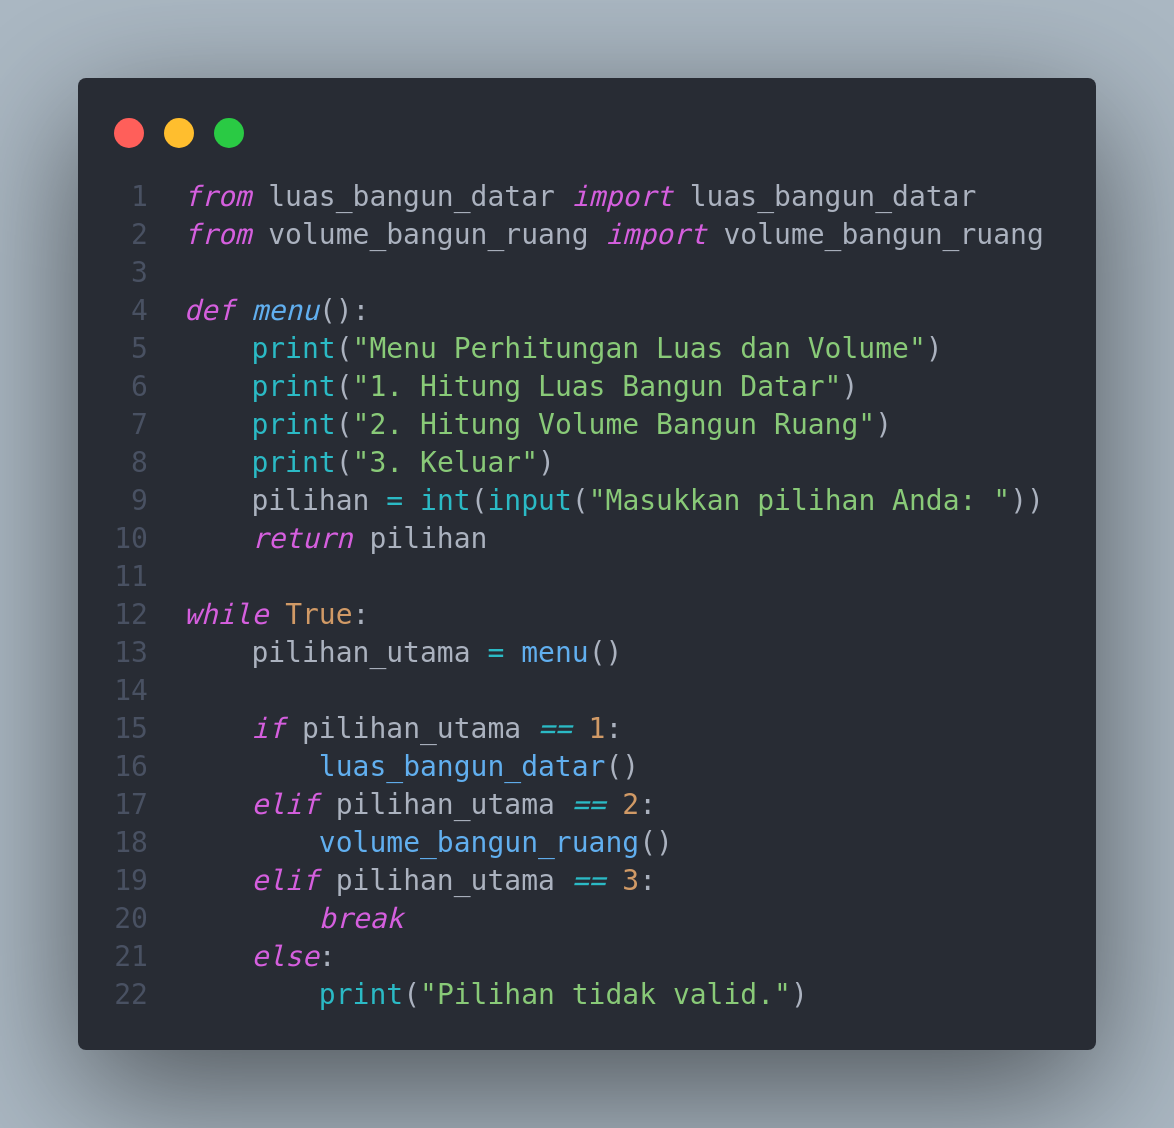 1 from luas_bangun_datar import luas_bangun_datar
2 from volume_bangun_ruang import volume_bangun_ruang
3
4 def menu():
5     print("Menu Perhitungan Luas dan Volume")
6     print("1. Hitung Luas Bangun Datar")
7     print("2. Hitung Volume Bangun Ruang")
8     print("3. Keluar")
9     pilihan = int(input("Masukkan pilihan Anda: "))
10     return pilihan
11
12 while True:
13     pilihan_utama = menu()
14
15     if pilihan_utama == 1:
16         luas_bangun_datar()
17     elif pilihan_utama == 2:
18         volume_bangun_ruang()
19     elif pilihan_utama == 3:
20         break
21     else:
22         print("Pilihan tidak valid.")